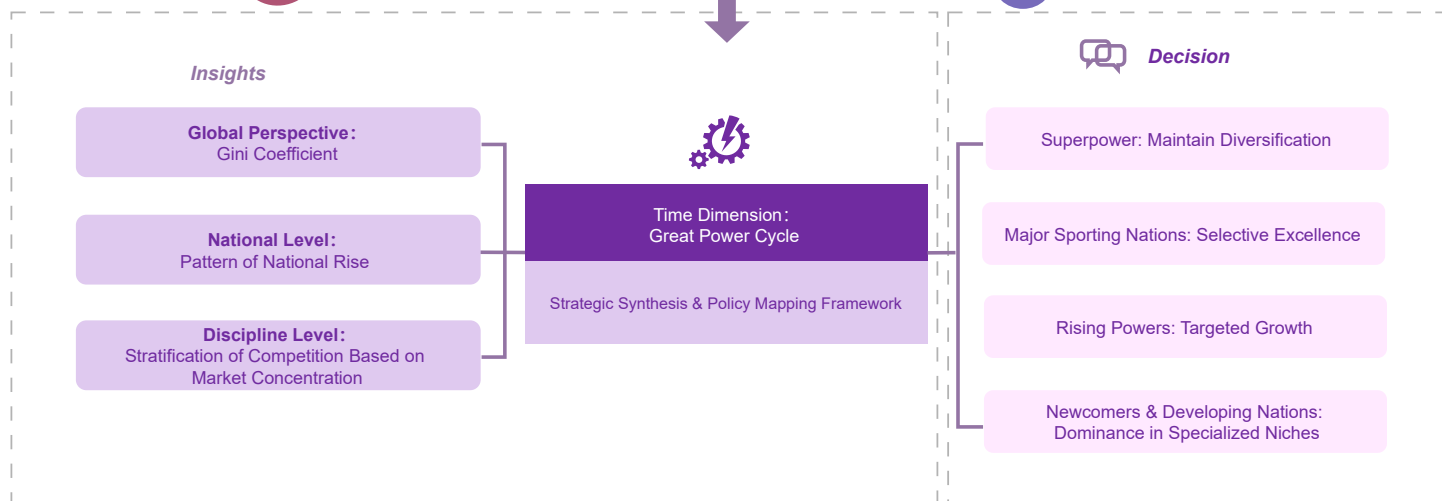 Insights
Global Perspective:
Gini Coefficient
National Level:
Pattern of National Rise
Discipline Level:
Stratification of Competition Based on
Market Concentration
Time Dimension:
Great Power Cycle
Strategic Synthesis & Policy Mapping Framework
Decision
Superpower: Maintain Diversification
Major Sporting Nations: Selective Excellence
Rising Powers: Targeted Growth
Newcomers & Developing Nations:
Dominance in Specialized Niches